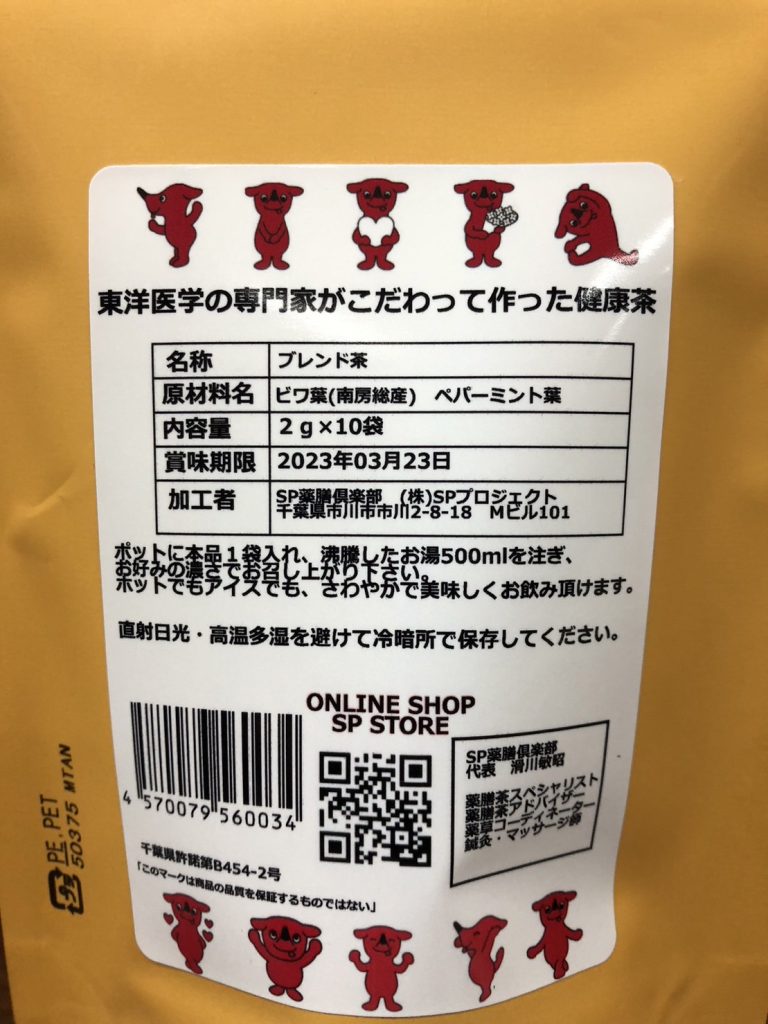 東洋医学の専門家がこだわって作った健康茶
名称 ブレンド茶
原材料名 ビワ葉(南房総産) ペパーミント葉
内容量 2g×10袋
賞味期限 2023年03月23日
加工者 SP薬膳倶楽部 (株)SPプロジェクト
千葉県市川市市川2-8-18 Mビル101
ポットに本品1袋入れ、沸騰したお湯500mlを注ぎ、
お好みの濃さでお召し上がり下さい。
ホットでもアイスでも、さわやかで美味しくお飲み頂けます。
直射日光・高温多湿を避けて冷暗所で保存してください。
ONLINE SHOP
SP STORE
4 570079 560034
SP薬膳倶楽部
代表 滑川敏昭
薬膳茶スペシャリスト
薬膳茶アドバイザー
薬草コーディネーター
鍼灸・マッサージ師
千葉県許諾第B454-2号
「このマークは商品の品質を保証するものではない」
PE,PET
50375 MTAN
プラ